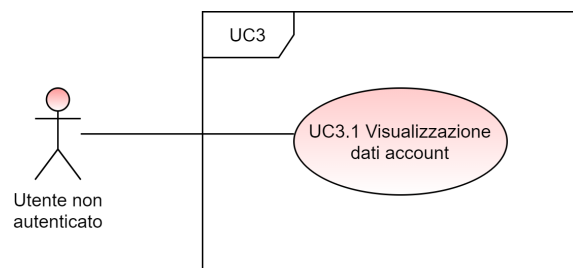 UC3
UC3.1 Visualizzazione
dati account
Utente non
autenticato